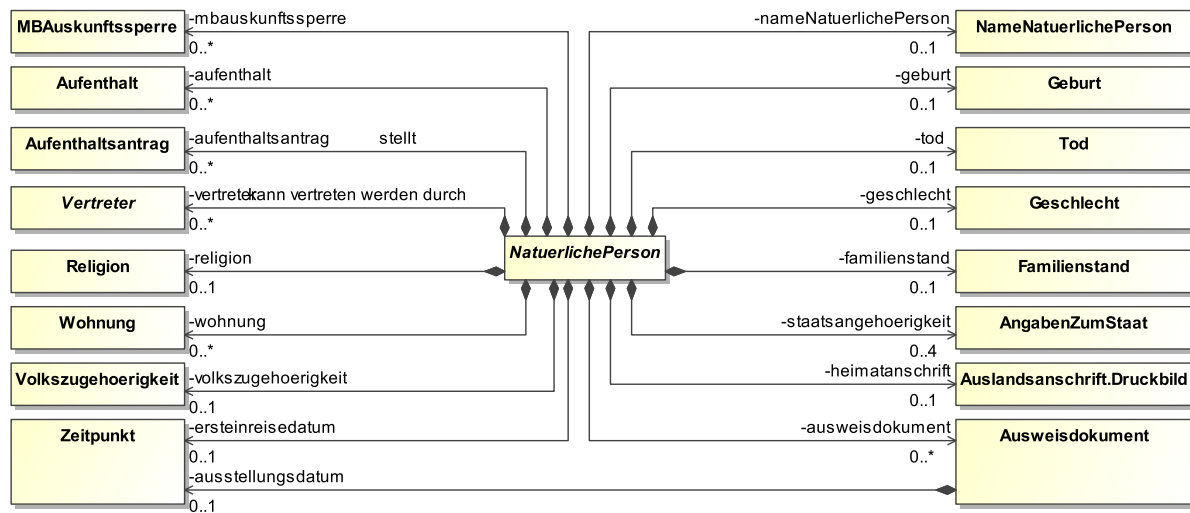 MBAuskunftssperre
-mbauskunftssperre
0..*
-nameNatuerlichePerson
0..1
NameNatuerlichePerson
Aufenthalt
-aufenthalt
0..*
-geburt
0..1
Geburt
Aufenthaltsantrag
-aufenthaltsantrag
stellt
0..*
-tod
0..1
Tod
Vertreter
-vertreter
kann vertreten werden durch
0..*
-geschlecht
0..1
Geschlecht
NatuerlichePerson
Religion
-religion
0..1
-familienstand
0..1
Familienstand
Wohnung
-wohnung
0..*
-staatsangehoerigkeit
0..4
AngabenZumStaat
Volkszugehoerigkeit
-volkszugehoerigkeit
0..1
-heimatanschrift
0..1
Auslandsanschrift.Druckbild
Zeitpunkt
-ersteinreisedatum
0..1
-ausweisdokument
0..*
Ausweisdokument
-ausstellungsdatum
0..1